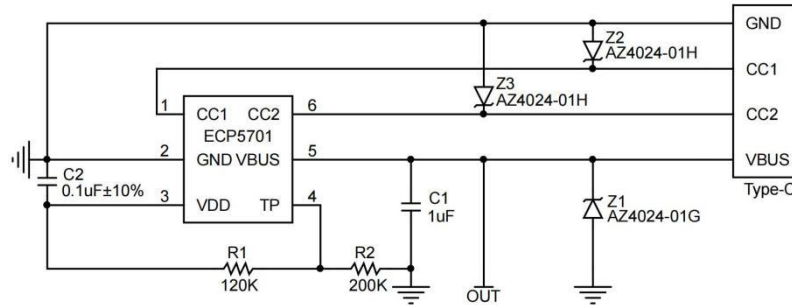 GND
Z2
AZ4024-01H
CC1
Z3
AZ4024-01H
1 CC1 CC2 6
CC2
ECP5701
2 GND VBUS 5
VBUS
C2
0.1uF±10%
3 VDD TP 4
C1
1uF
Z1
AZ4024-01G
Type-C
R1
120K
R2
200K
OUT